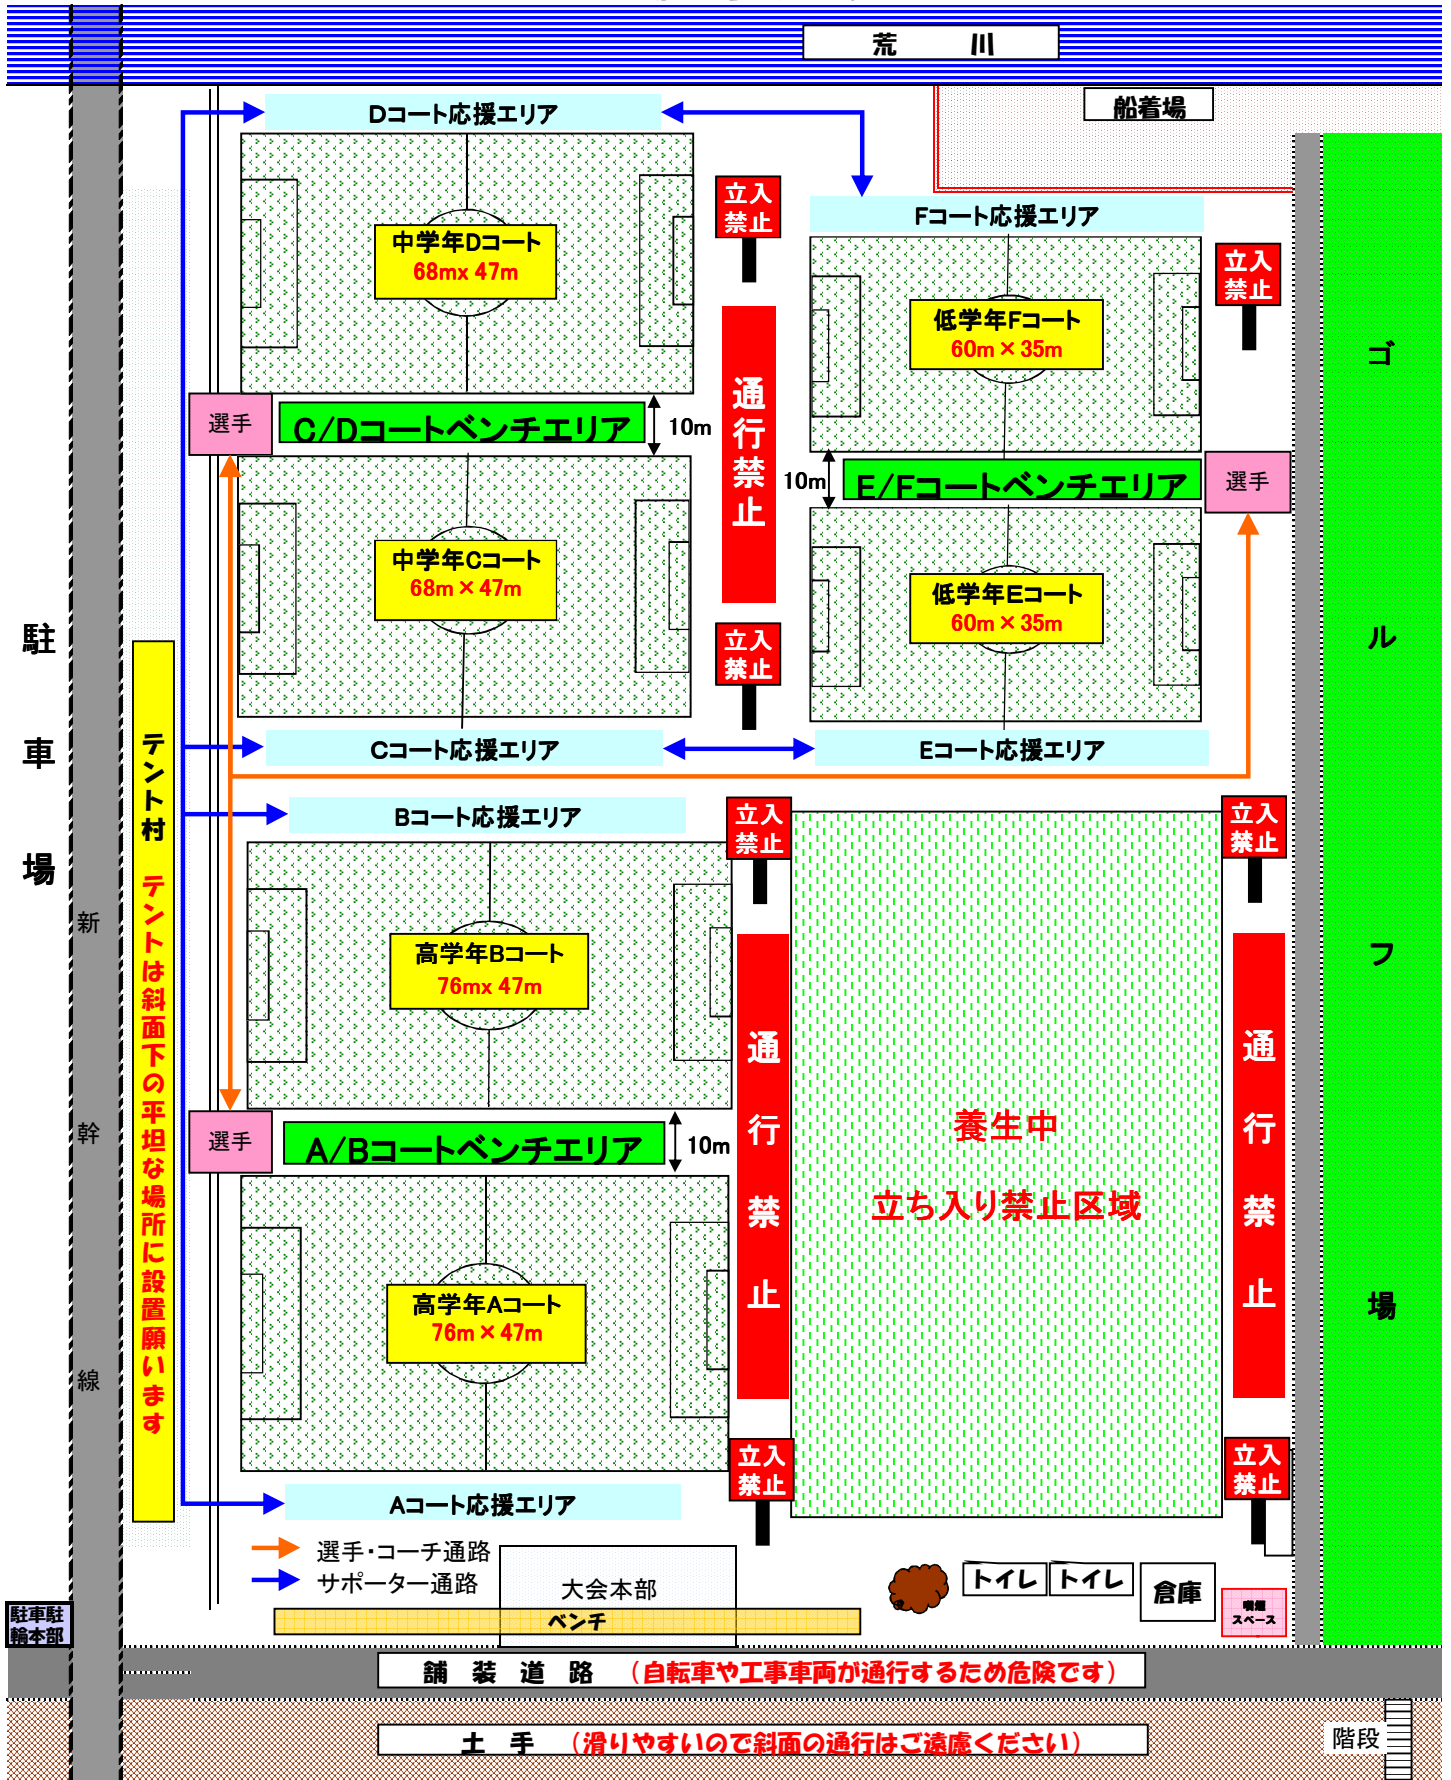 荒　　川
船着場
Dコート応援エリア
Fコート応援エリア
立入
禁止
立入
禁止
中学年Dコート
68mx 47m
低学年Fコート
60m×35m
通行禁止
選手
C/Dコートベンチエリア
10m
10m
E/Fコートベンチエリア
選手
中学年Cコート
68m×47m
低学年Eコート
60m×35m
立入
禁止
Cコート応援エリア
Eコート応援エリア
駐車場
新幹線
テント村　テントは斜面下の平坦な場所に設置願います
ゴルフ場
Bコート応援エリア
立入
禁止
立入
禁止
高学年Bコート
76mx 47m
通行禁止
通行禁止
養生中
立ち入り禁止区域
選手
A/Bコートベンチエリア
10m
高学年Aコート
76m×47m
立入
禁止
立入
禁止
Aコート応援エリア
選手・コーチ通路
サポーター通路
大会本部
ベンチ
トイレ
トイレ
倉庫
喫煙
スペース
駐車駐
輪本部
舗　装　道　路　（自転車や工事車両が通行するため危険です）
土　手　（滑りやすいので斜面の通行はご遠慮ください）
階段